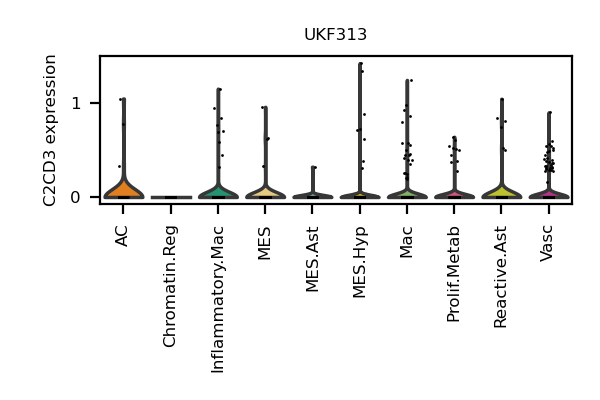 UKF313
C2CD3 expression
1
0
AC
Chromatin.Reg
Inflammatory.Mac
MES
MES.Ast
MES.Hyp
Mac
Prolif.Metab
Reactive.Ast
Vasc